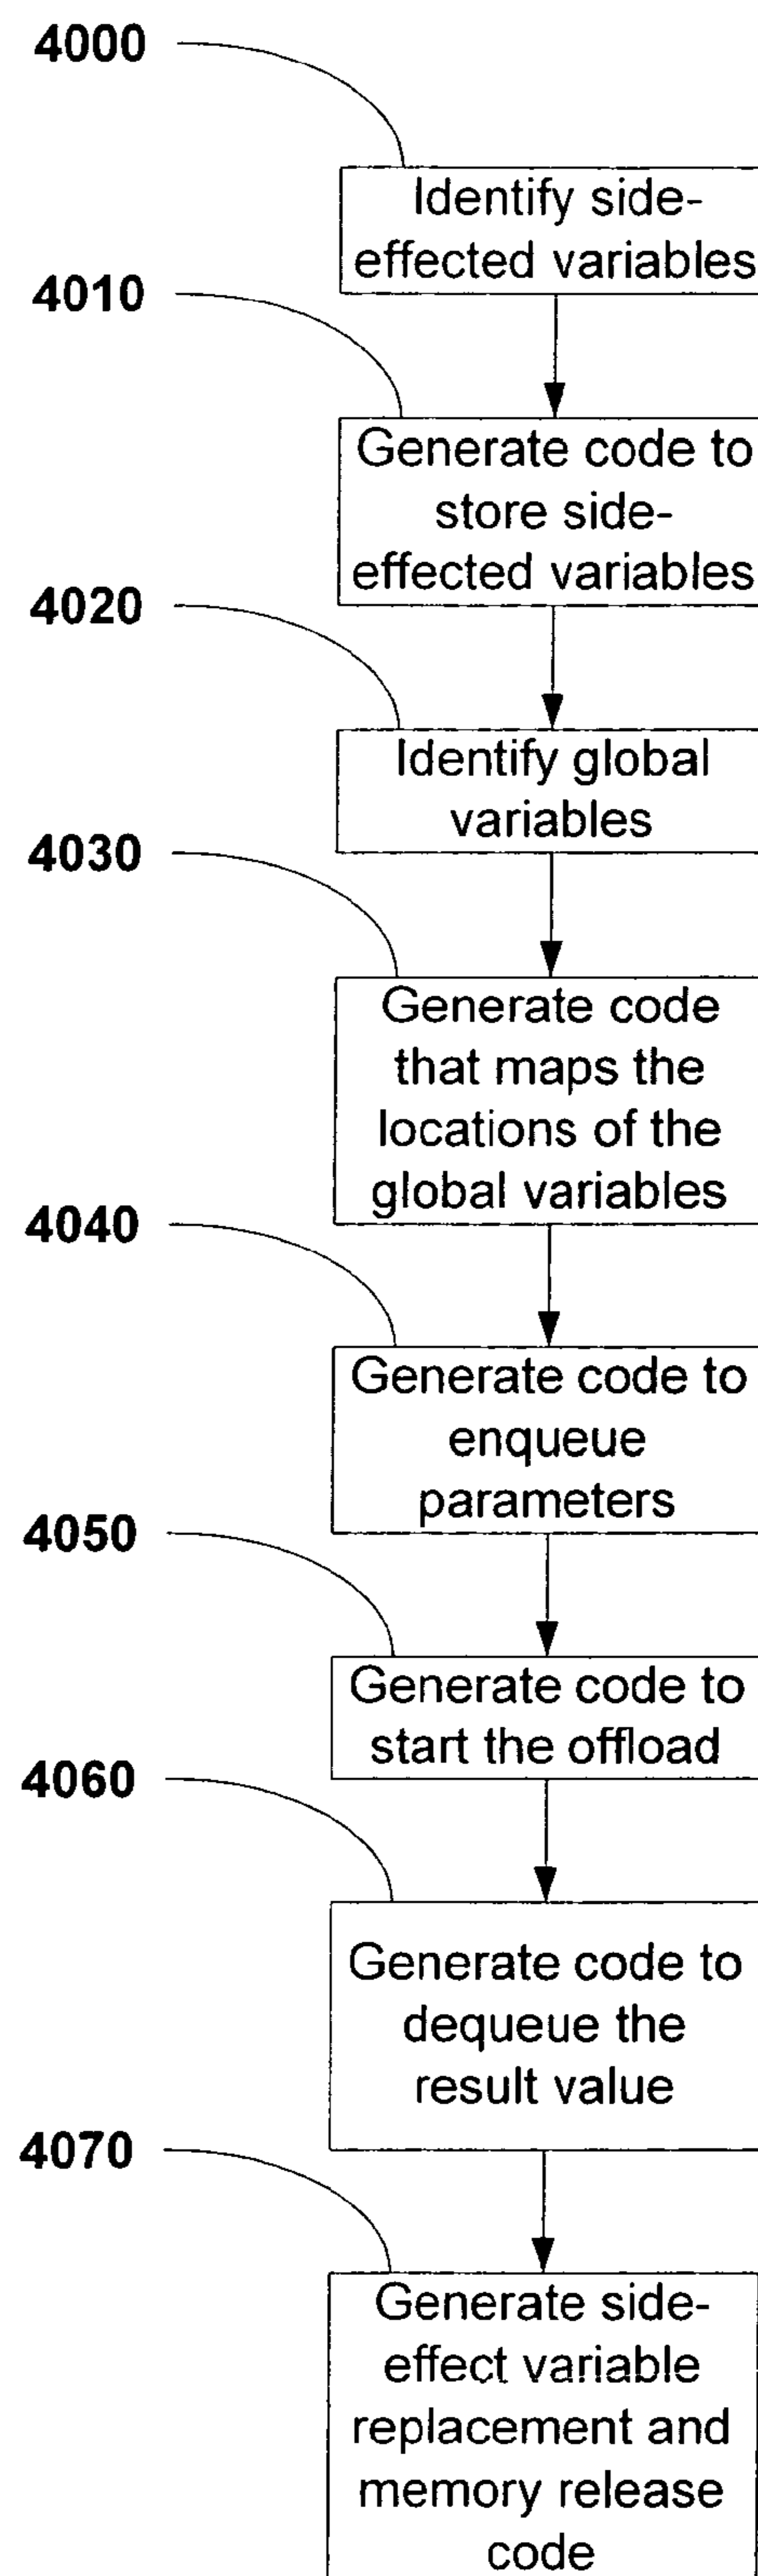 4000
Identify side-
effected variables
4010
Generate code to
store side-
effected variables
4020
Identify global
variables
4030
Generate code
that maps the
locations of the
global variables
4040
Generate code to
enqueue
parameters
4050
Generate code to
start the offload
4060
Generate code to
dequeue the
result value
4070
Generate side-
effect variable
replacement and
memory release
code